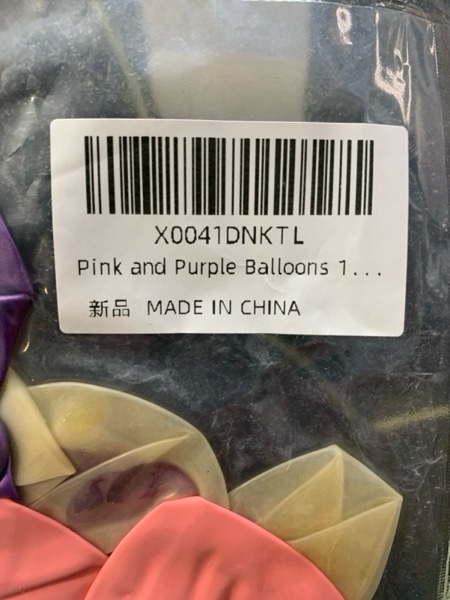 X0041DNKTL
Pink and Purple Balloons 1...
新品 MADE IN CHINA